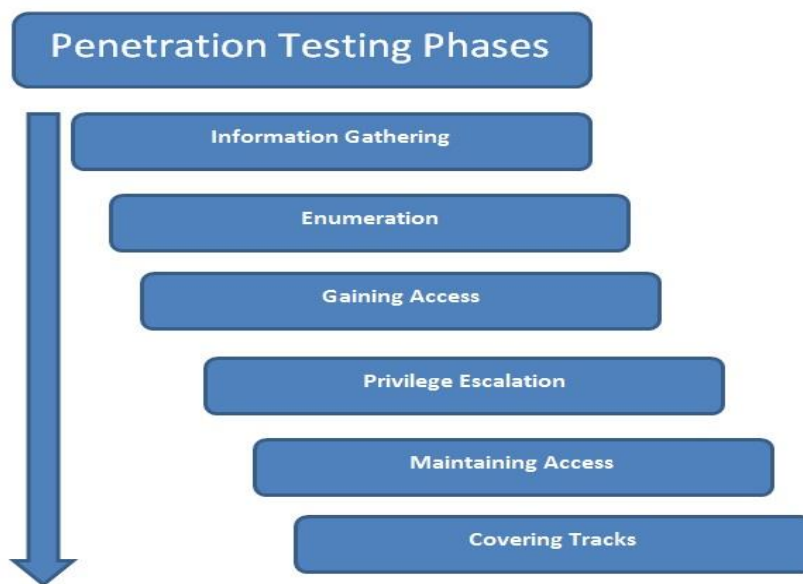 Penetration Testing Phases
Information Gathering
Enumeration
Gaining Access
Privilege Escalation
Maintaining Access
Covering Tracks